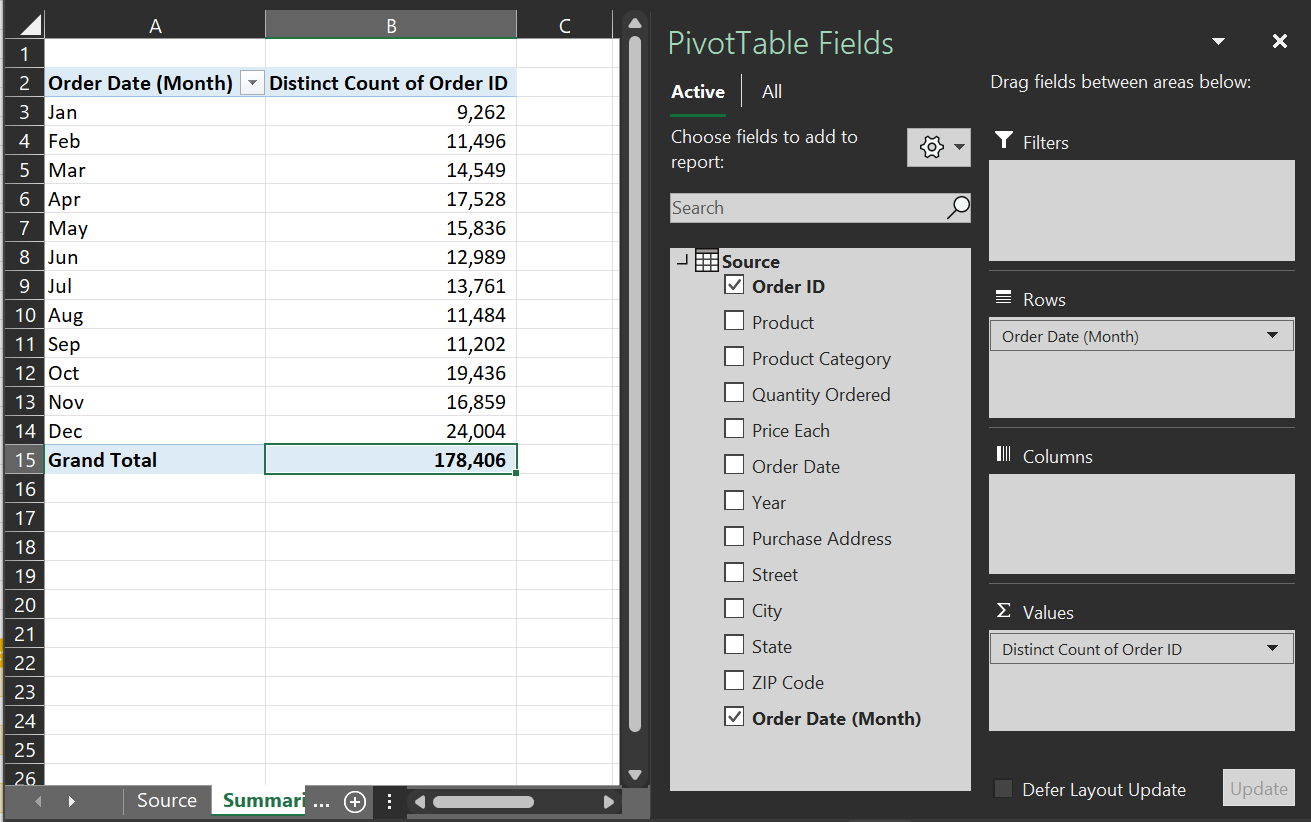 A B C
1
2 Order Date (Month) Distinct Count of Order ID
3 Jan 9,262
4 Feb 11,496
5 Mar 14,549
6 Apr 17,528
7 May 15,836
8 Jun 12,989
9 Jul 13,761
10 Aug 11,484
11 Sep 11,202
12 Oct 19,436
13 Nov 16,859
14 Dec 24,004
15 Grand Total 178,406
16
17
18
19
20
21
22
23
24
25
26
Source Summari ...
PivotTable Fields
Active All
Choose fields to add to
report:
Search
Source
Order ID
Product
Product Category
Quantity Ordered
Price Each
Order Date
Year
Purchase Address
Street
City
State
ZIP Code
Order Date (Month)
Drag fields between areas below:
Filters
Rows
Order Date (Month)
Columns
Σ Values
Distinct Count of Order ID
Defer Layout Update Update